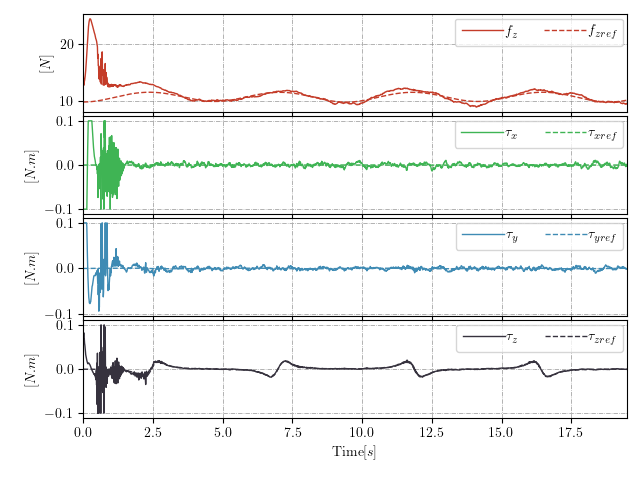 [N]
20
10
f_z f_zref
[N.m]
0.1
0.0
−0.1
τ_x τ_xref
[N.m]
0.1
0.0
−0.1
τ_y τ_yref
[N.m]
0.1
0.0
−0.1
τ_z τ_zref
0.0 2.5 5.0 7.5 10.0 12.5 15.0 17.5
Time[s]